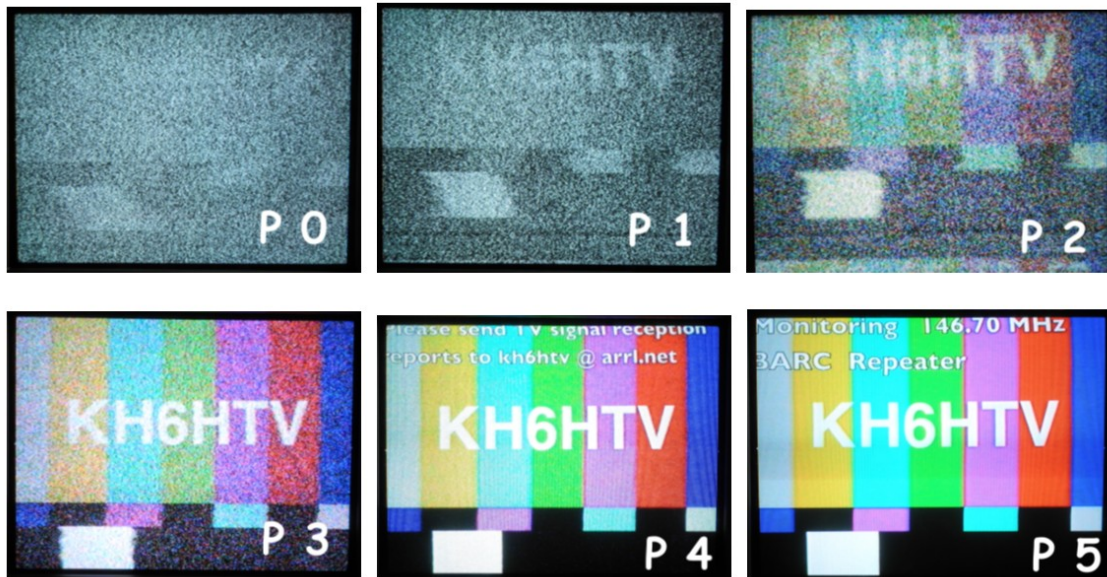 P 0
KH6HTV
P 1
KH6HTV
P 2
KH6HTV
P 3
Please send TV signal reception
reports to kh6htv @ arrl.net
KH6HTV
P 4
Monitoring 146.70 MHz
BARC Repeater
KH6HTV
P 5